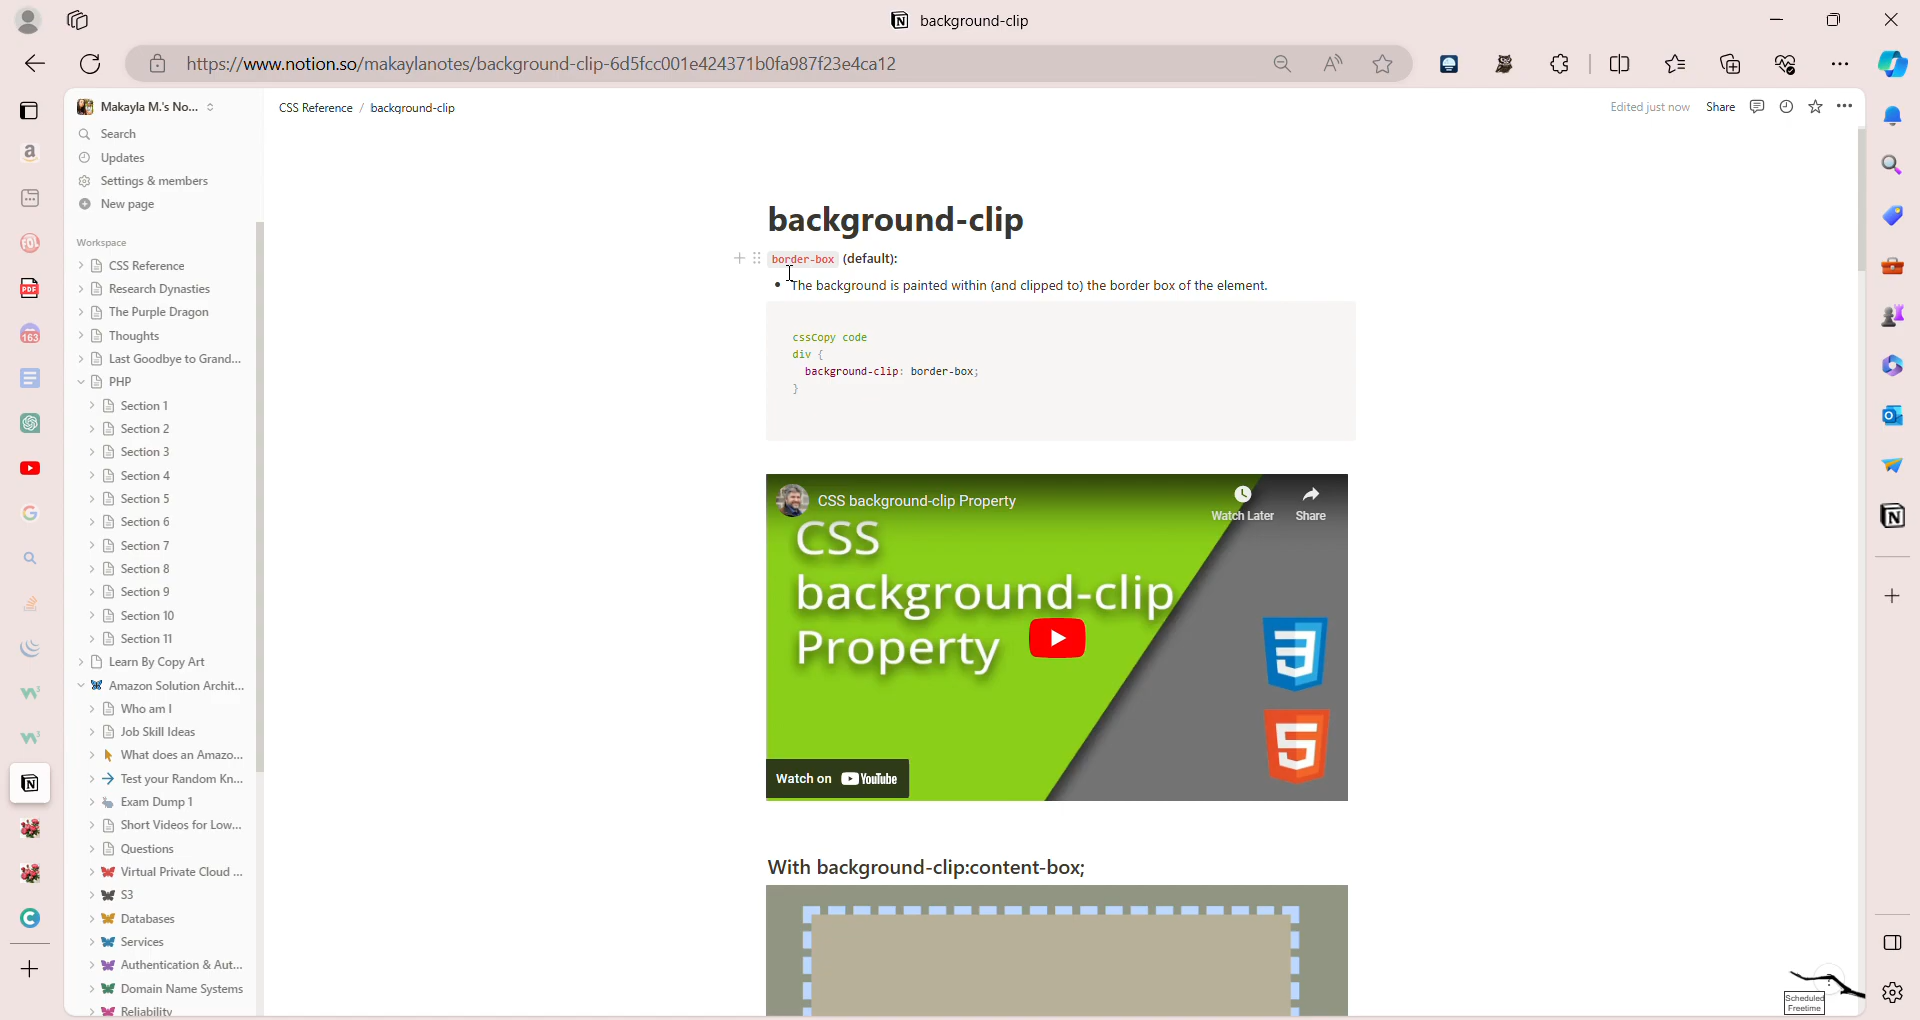 background-clip
https://www.notion.so/makaylanotes/background-clip-6d5fcc001e424371b0fa987f23e4ca12
Makayla M.'s No...
CSS Reference / background-clip
Edited just now
Share
Search
Updates
Settings & members
New page
Workspace
CSS Reference
Research Dynasties
The Purple Dragon
Thoughts
Last Goodbye to Grand...
PHP
Section 1
Section 2
Section 3
Section 4
Section 5
Section 6
Section 7
Section 8
Section 9
Section 10
Section 11
Learn By Copy Art
Amazon Solution Archit...
Who am I
Job Skill Ideas
What does an Amazo...
Test your Random Kn...
Exam Dump 1
Short Videos for Low...
Questions
Virtual Private Cloud ...
S3
Databases
Services
Authentication & Aut...
Domain Name Systems
Reliability
background-clip
border-box (default):
• The background is painted within (and clipped to) the border box of the element.
cssCopy code
div {
background-clip: border-box;
}
CSS background-clip Property
Watch Later
Share
CSS
background-clip
Property
Watch on YouTube
With background-clip:content-box;
Scheduled
Freetime
a
FOL
PDF
163